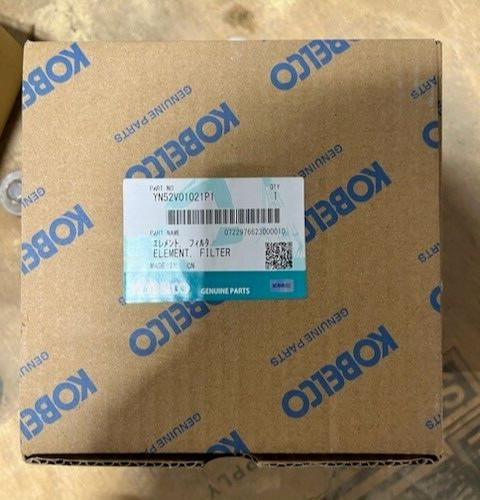 KOBELCO
GENUINE PARTS
KOBELCO
KOBELCO
GENUINE PARTS
PART NO
QTY
YN52V01021P1
1
PART NAME
エレメント, フィルタ
ELEMENT, FILTER
MADE IN CN
KOBELCO
GENUINE PARTS
KOBELCO
GENUINE PARTS
KOBELCO
GENUINE PARTS
KOBELCO
KOBELCO
GENUINE PARTS